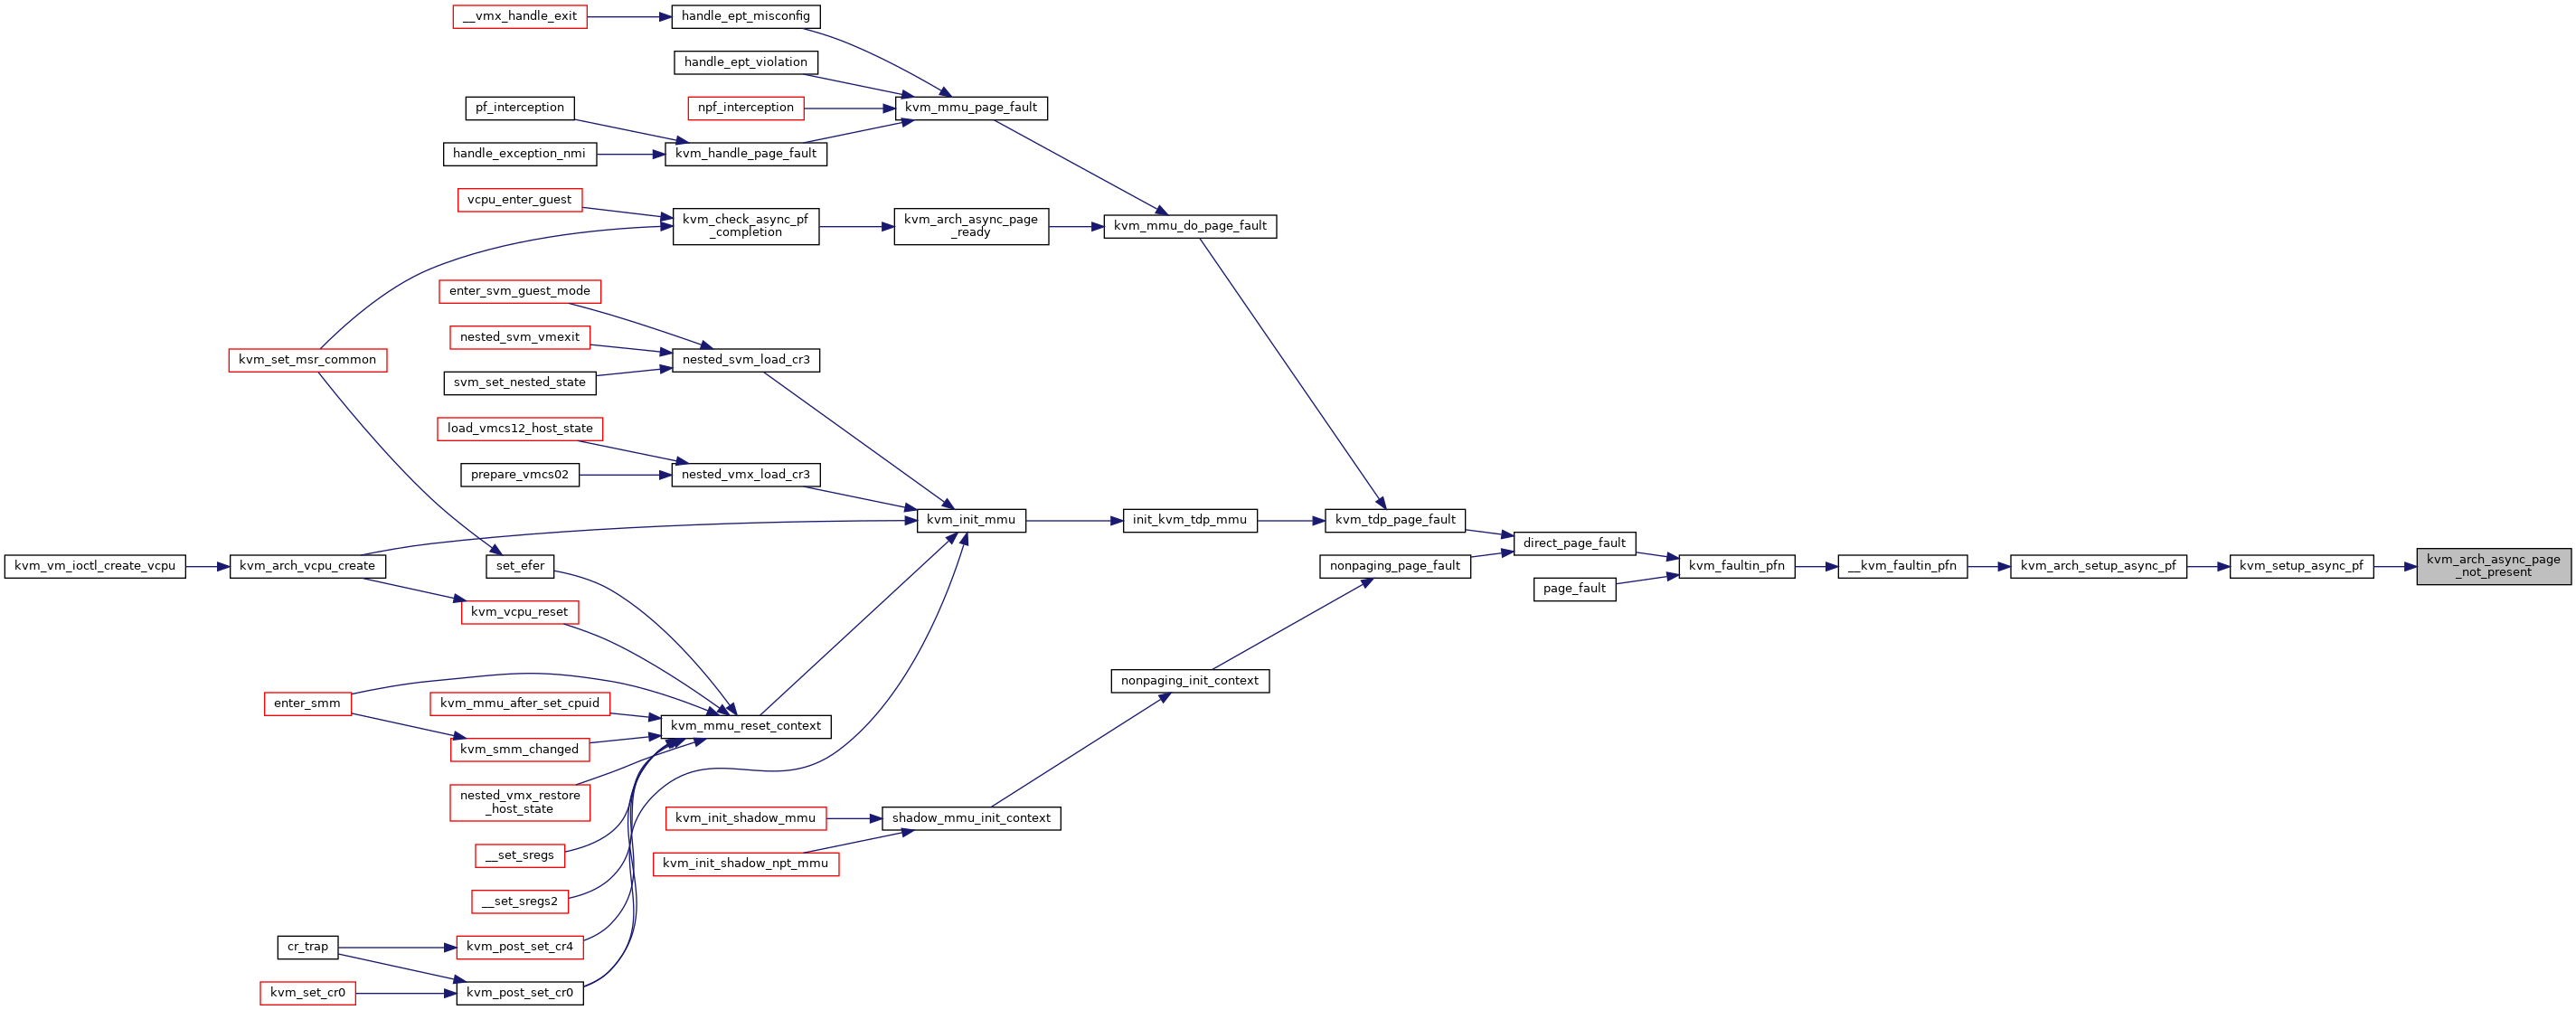 __vmx_handle_exit
handle_ept_misconfig
handle_ept_violation
pf_interception
npf_interception
kvm_mmu_page_fault
handle_exception_nmi
kvm_handle_page_fault
vcpu_enter_guest
kvm_check_async_pf
_completion
kvm_arch_async_page
_ready
kvm_mmu_do_page_fault
enter_svm_guest_mode
nested_svm_vmexit
kvm_set_msr_common
nested_svm_load_cr3
svm_set_nested_state
load_vmcs12_host_state
prepare_vmcs02
nested_vmx_load_cr3
kvm_init_mmu
init_kvm_tdp_mmu
kvm_tdp_page_fault
direct_page_fault
kvm_vm_ioctl_create_vcpu
kvm_arch_vcpu_create
set_efer
nonpaging_page_fault
kvm_faultin_pfn
__kvm_faultin_pfn
kvm_arch_setup_async_pf
kvm_setup_async_pf
kvm_arch_async_page
_not_present
page_fault
kvm_vcpu_reset
nonpaging_init_context
enter_smm
kvm_mmu_after_set_cpuid
kvm_mmu_reset_context
kvm_smm_changed
nested_vmx_restore
_host_state
kvm_init_shadow_mmu
shadow_mmu_init_context
__set_sregs
kvm_init_shadow_npt_mmu
__set_sregs2
cr_trap
kvm_post_set_cr4
kvm_set_cr0
kvm_post_set_cr0